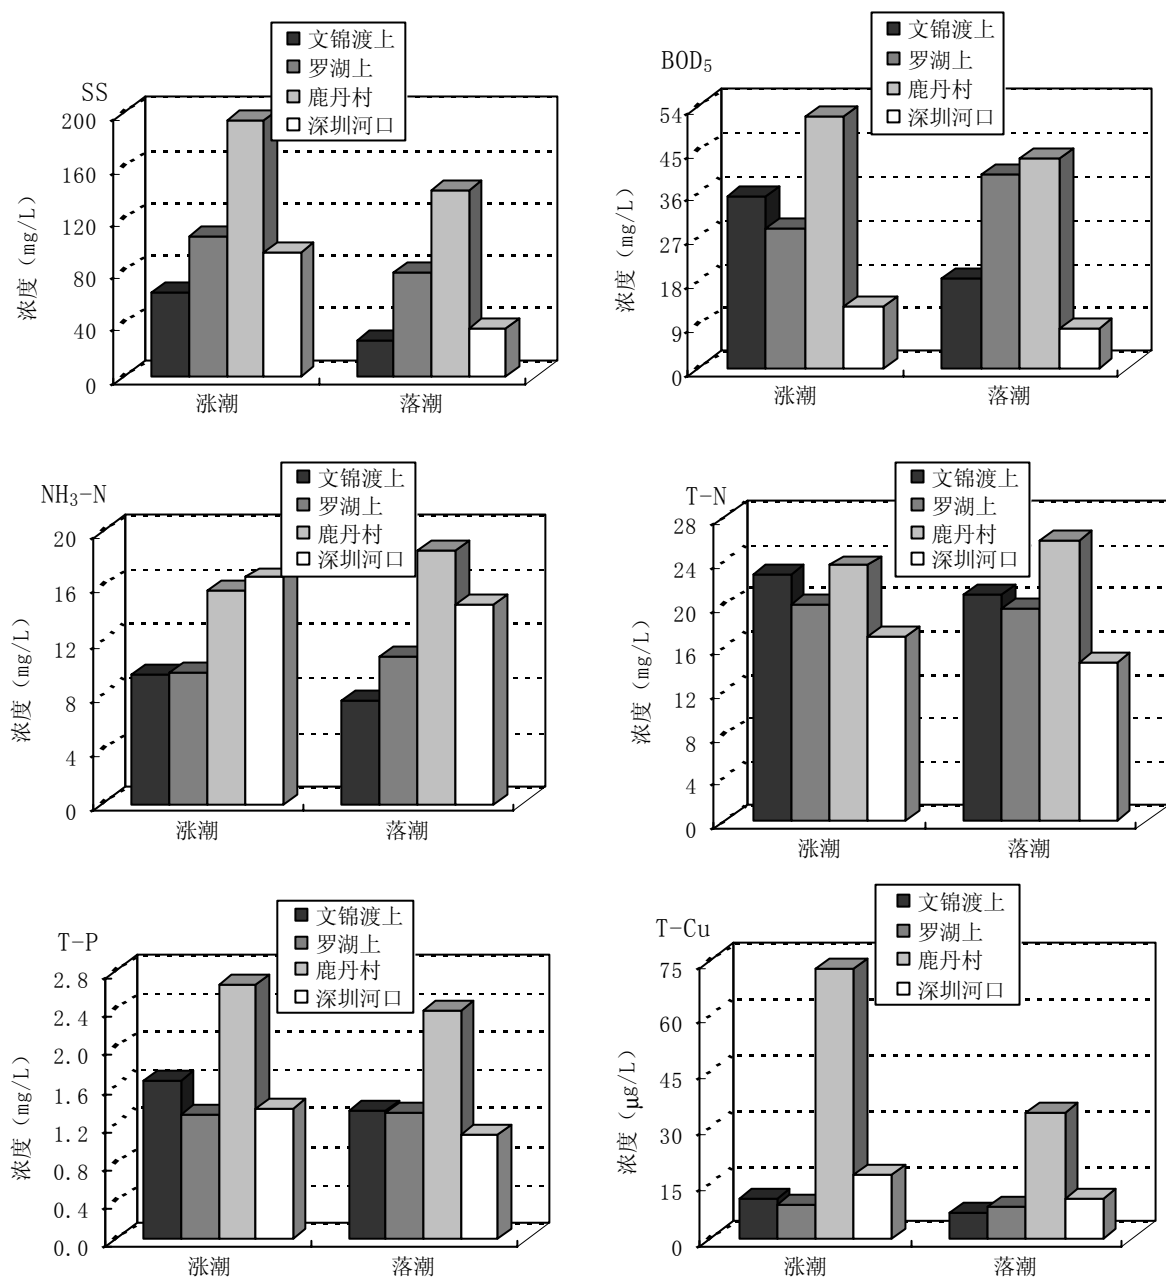 SS
文锦渡上
罗湖上
鹿丹村
深圳河口
200
160
120
80
40
0
浓度（mg/L）
涨潮
落潮
BOD₅
文锦渡上
罗湖上
鹿丹村
深圳河口
54
45
36
27
18
9
0
浓度（mg/L）
涨潮
落潮
NH₃-N
文锦渡上
罗湖上
鹿丹村
深圳河口
20
16
12
8
4
0
浓度（mg/L）
涨潮
落潮
T-N
文锦渡上
罗湖上
鹿丹村
深圳河口
28
24
20
16
12
8
4
0
浓度（mg/L）
涨潮
落潮
T-P
文锦渡上
罗湖上
鹿丹村
深圳河口
2.8
2.4
2.0
1.6
1.2
0.8
0.4
0.0
浓度（mg/L）
涨潮
落潮
T-Cu
文锦渡上
罗湖上
鹿丹村
深圳河口
75
60
45
30
15
0
浓度（μg/L）
涨潮
落潮